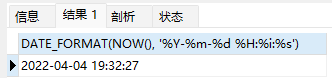 信息 结果 1 剖析 状态
DATE_FORMAT(NOW(), '%Y-%m-%d %H:%i:%s')
2022-04-04 19:32:27